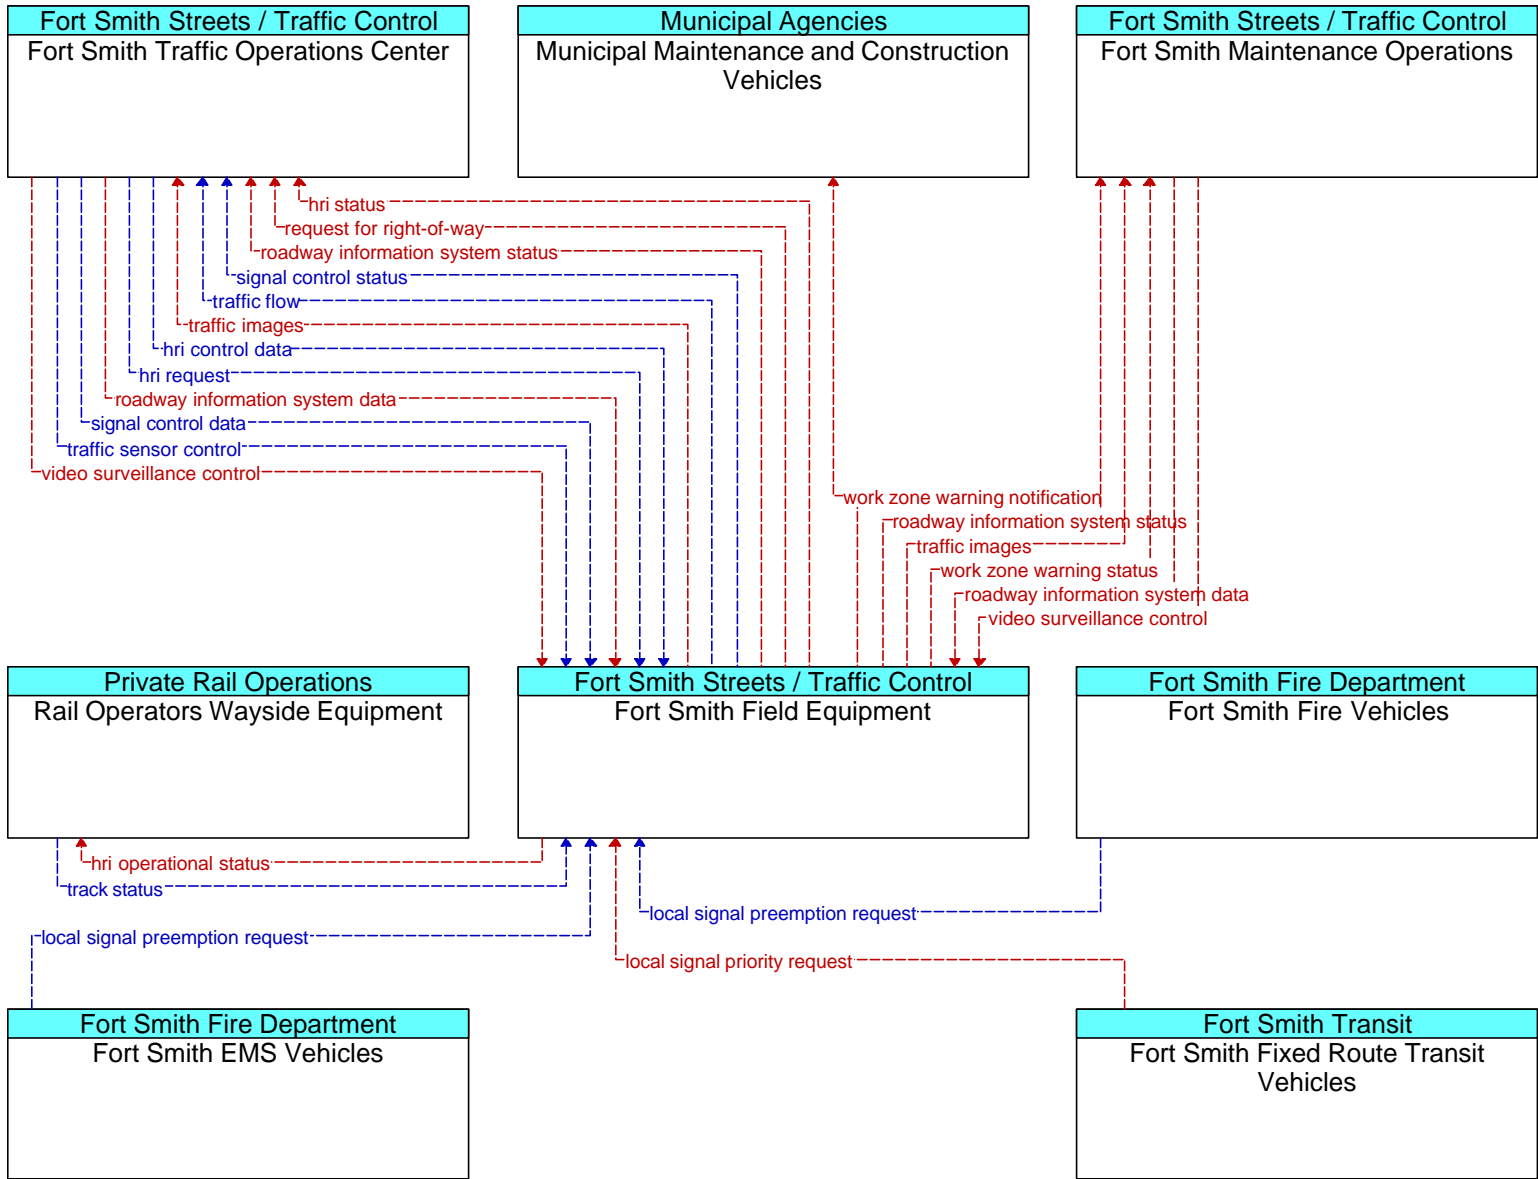 Fort Smith Streets / Traffic Control
Fort Smith Traffic Operations Center
Municipal Agencies
Municipal Maintenance and Construction
Vehicles
Fort Smith Streets / Traffic Control
Fort Smith Maintenance Operations
hri status
request for right-of-way
roadway information system status
signal control status
traffic flow
traffic images
hri control data
hri request
roadway information system data
signal control data
traffic sensor control
video surveillance control
work zone warning notification
roadway information system status
traffic images
work zone warning status
roadway information system data
video surveillance control
Private Rail Operations
Rail Operators Wayside Equipment
Fort Smith Streets / Traffic Control
Fort Smith Field Equipment
Fort Smith Fire Department
Fort Smith Fire Vehicles
hri operational status
track status
local signal preemption request
local signal preemption request
local signal priority request
Fort Smith Fire Department
Fort Smith EMS Vehicles
Fort Smith Transit
Fort Smith Fixed Route Transit
Vehicles